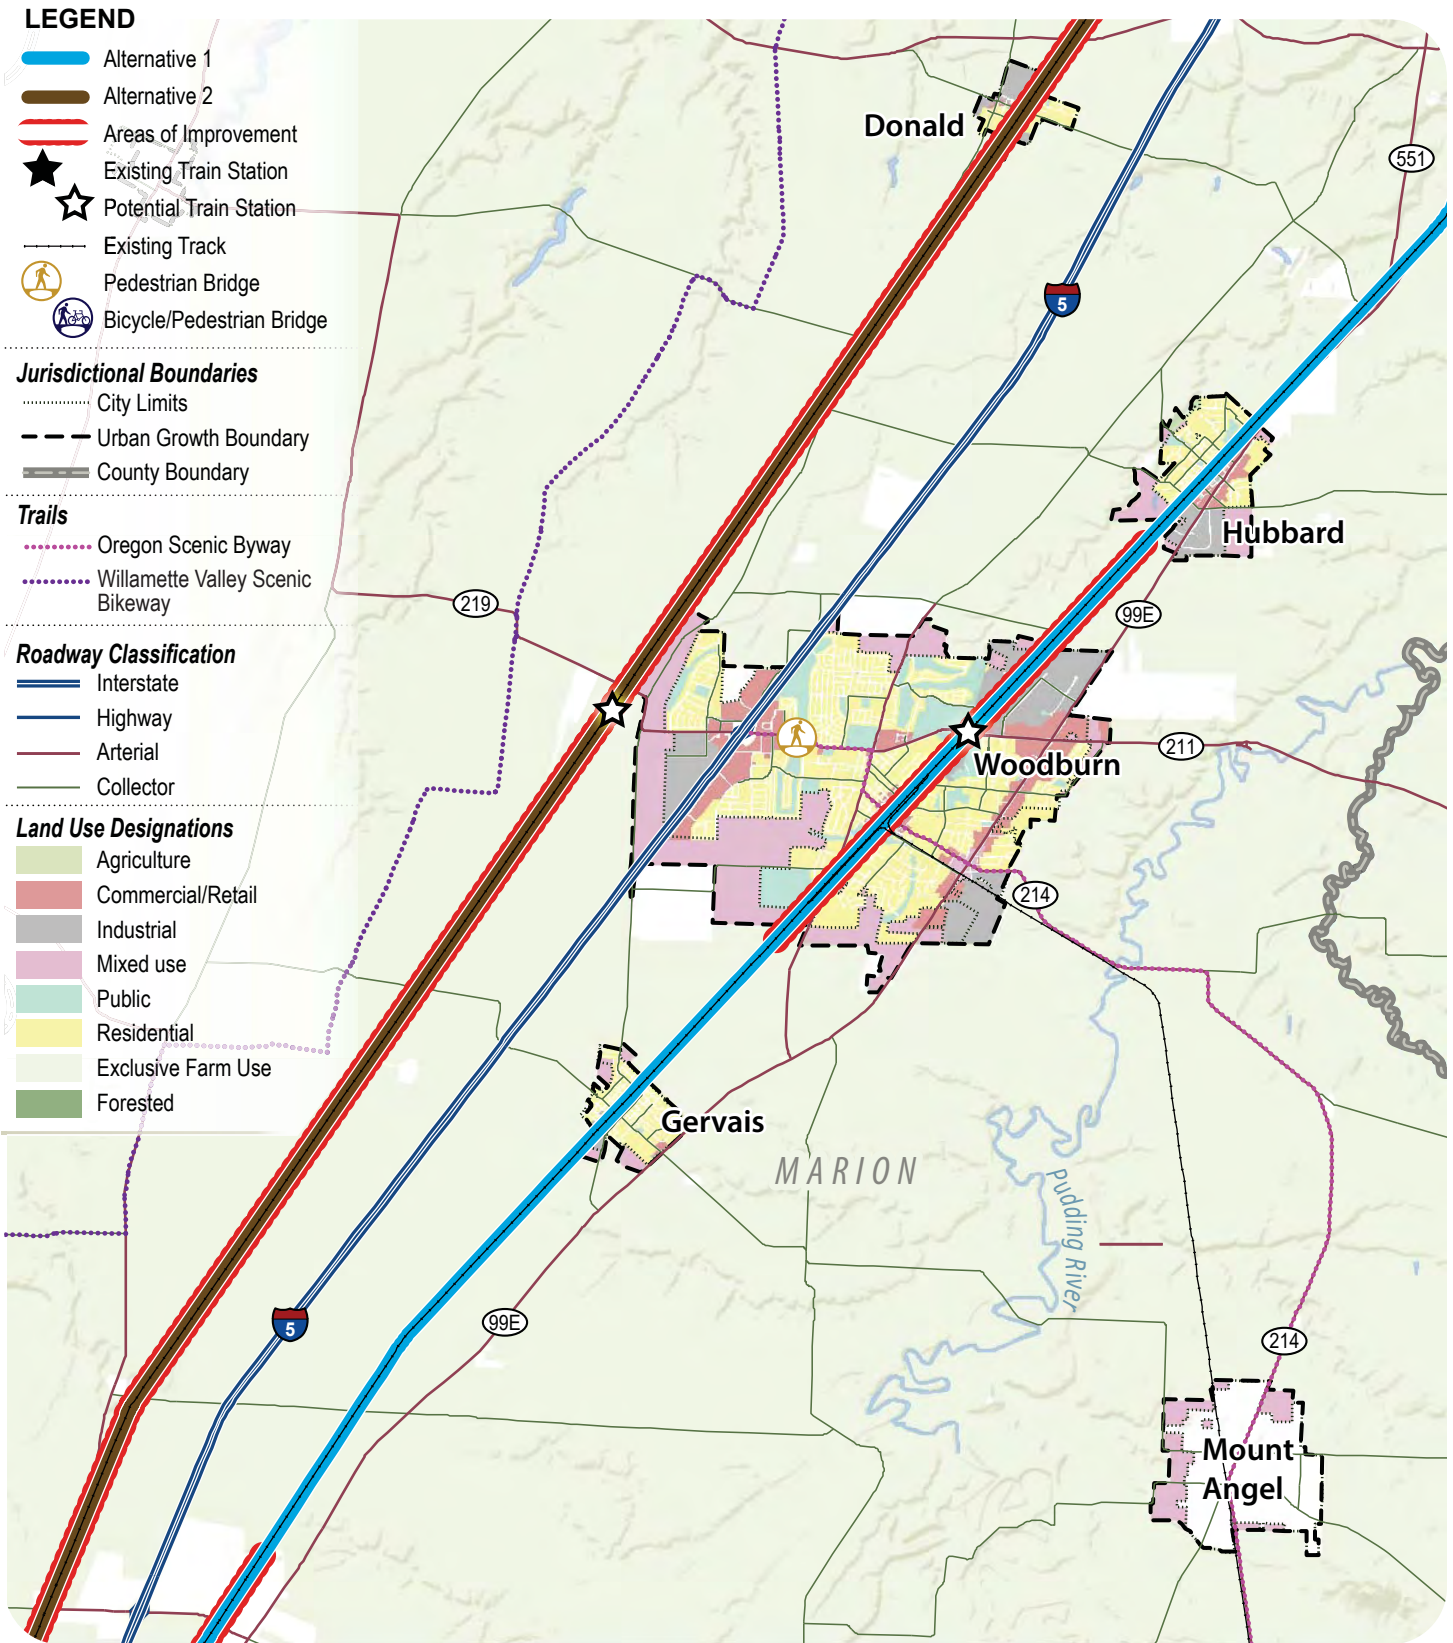 LEGEND
Alternative 1
Alternative 2
Areas of Improvement
Existing Train Station
Potential Train Station
Existing Track
Pedestrian Bridge
Bicycle/Pedestrian Bridge
Jurisdictional Boundaries
City Limits
Urban Growth Boundary
County Boundary
Trails
Oregon Scenic Byway
Willamette Valley Scenic
Bikeway
Roadway Classification
Interstate
Highway
Arterial
Collector
Land Use Designations
Agriculture
Commercial/Retail
Industrial
Mixed use
Public
Residential
Exclusive Farm Use
Forested
Donald
551
5
Hubbard
219
99E
Woodburn
211
214
Gervais
MARION
Pudding River
5
99E
214
Mount
Angel